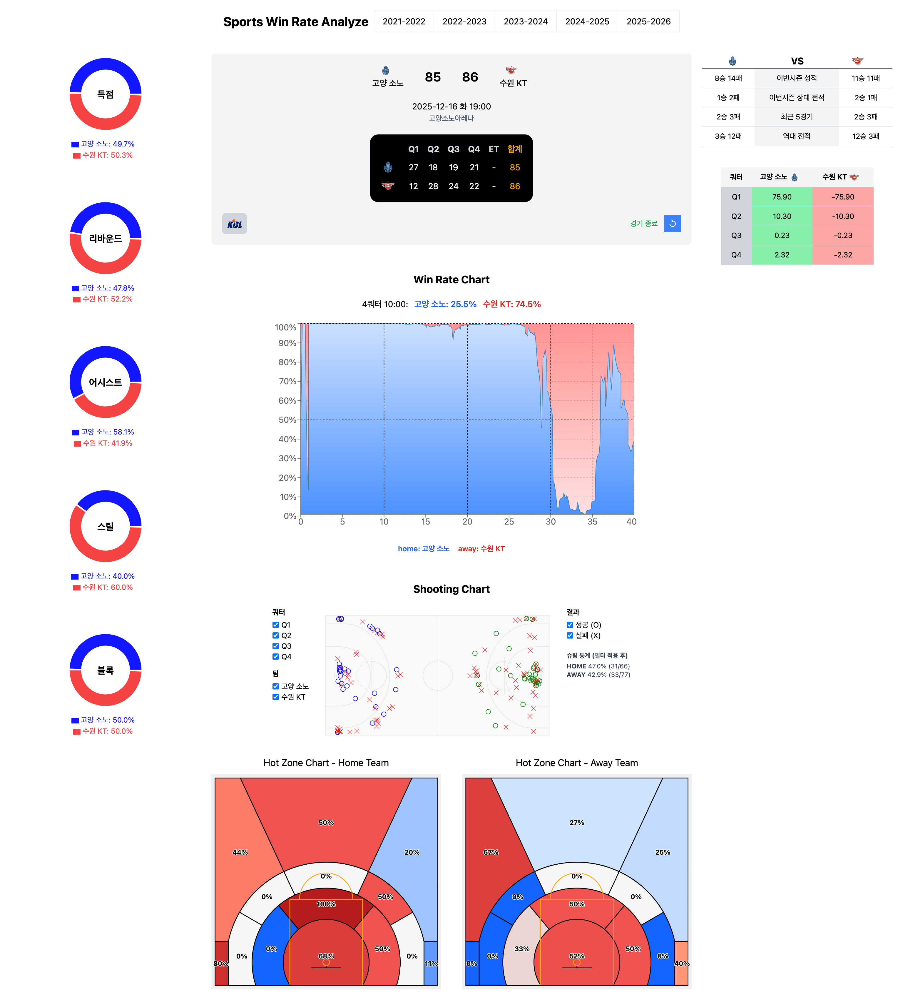 Sports Win Rate Analyze 2021-2022 2022-2023 2023-2024 2024-2025 2025-2026
득점
고양 소노: 49.7%
수원 KT: 50.3%
리바운드
고양 소노: 47.8%
수원 KT: 52.2%
어시스트
고양 소노: 58.1%
수원 KT: 41.9%
스틸
고양 소노: 40.0%
수원 KT: 60.0%
블록
고양 소노: 50.0%
수원 KT: 50.0%
고양 소노 85 86 수원 KT
2025-12-16 화 19:00
고양소노아레나
Q1 Q2 Q3 Q4 ET 합계
27 18 19 21 - 85
12 28 24 22 - 86
KBL 경기 종료
VS
8승 14패 이번시즌 성적 11승 11패
1승 2패 이번시즌 상대 전적 2승 1패
2승 3패 최근 5경기 2승 3패
3승 12패 역대 전적 12승 3패
쿼터 고양 소노 수원 KT
Q1 75.90 -75.90
Q2 10.30 -10.30
Q3 0.23 -0.23
Q4 2.32 -2.32
Win Rate Chart
4쿼터 10:00: 고양 소노: 25.5% 수원 KT: 74.5%
100%
90%
80%
70%
60%
50%
40%
30%
20%
10%
0%
0 5 10 15 20 25 30 35 40
home: 고양 소노 away: 수원 KT
Shooting Chart
쿼터
Q1
Q2
Q3
Q4
팀
고양 소노
수원 KT
결과
성공 (O)
실패 (X)
슈팅 통계 (필터 적용 후)
HOME 47.0% (31/66)
AWAY 42.9% (33/77)
Hot Zone Chart - Home Team
50%
44% 20%
0%
0% 50%
100%
0% 50%
0% 68% 0%
80% 11%
Hot Zone Chart - Away Team
27%
67% 25%
0%
0% 0%
50%
33% 50%
0% 52% 0%
0% 40%